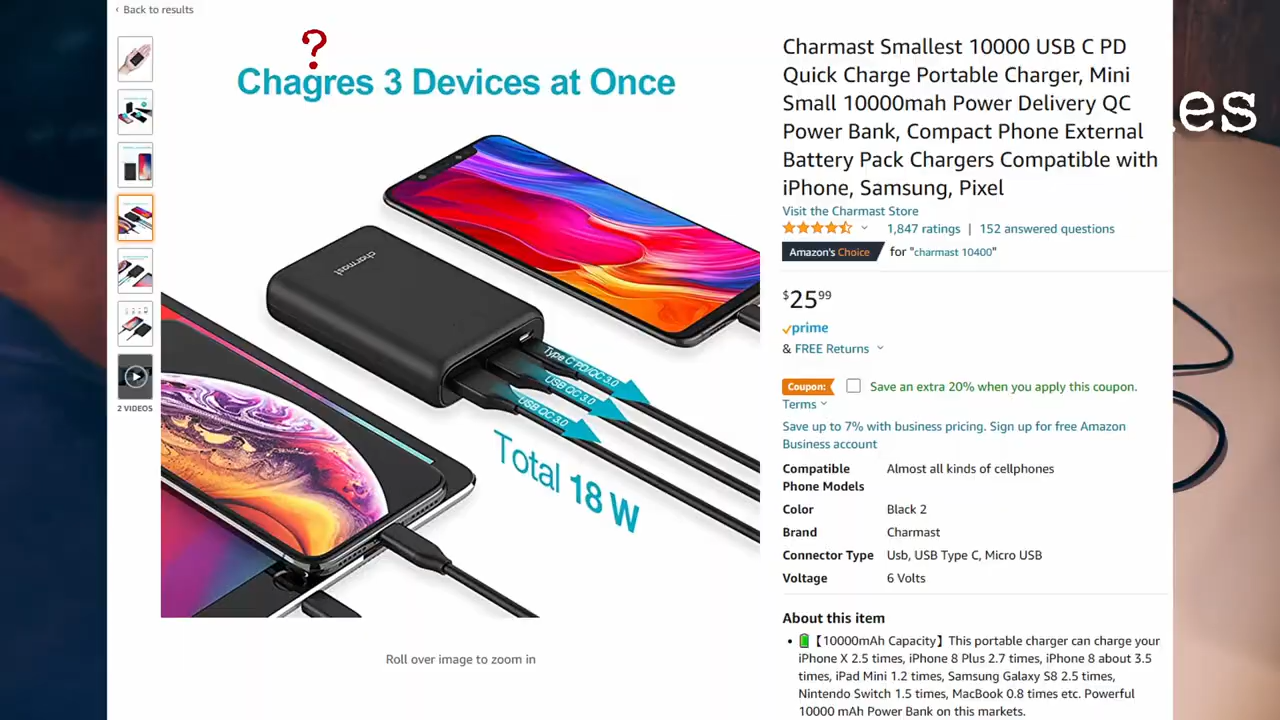 ‹ Back to results
?
Chagres 3 Devices at Once
charmast
Type C PD/QC 3.0
USB QC 3.0
USB QC 3.0
Total 18 W
2 VIDEOS
Roll over image to zoom in
Charmast Smallest 10000 USB C PD
Quick Charge Portable Charger, Mini
Small 10000mah Power Delivery QC
Power Bank, Compact Phone External
Battery Pack Chargers Compatible with
iPhone, Samsung, Pixel
Visit the Charmast Store
1,847 ratings | 152 answered questions
Amazon's Choice for "charmast 10400"
$25.99
prime
& FREE Returns
Coupon: Save an extra 20% when you apply this coupon.
Terms
Save up to 7% with business pricing. Sign up for free Amazon
Business account
Compatible Almost all kinds of cellphones
Phone Models
Color Black 2
Brand Charmast
Connector Type Usb, USB Type C, Micro USB
Voltage 6 Volts
About this item
• 🔋【10000mAh Capacity】This portable charger can charge your
iPhone X 2.5 times, iPhone 8 Plus 2.7 times, iPhone 8 about 3.5
times, iPad Mini 1.2 times, Samsung Galaxy S8 2.5 times,
Nintendo Switch 1.5 times, MacBook 0.8 times etc. Powerful
10000 mAh Power Bank on this markets.